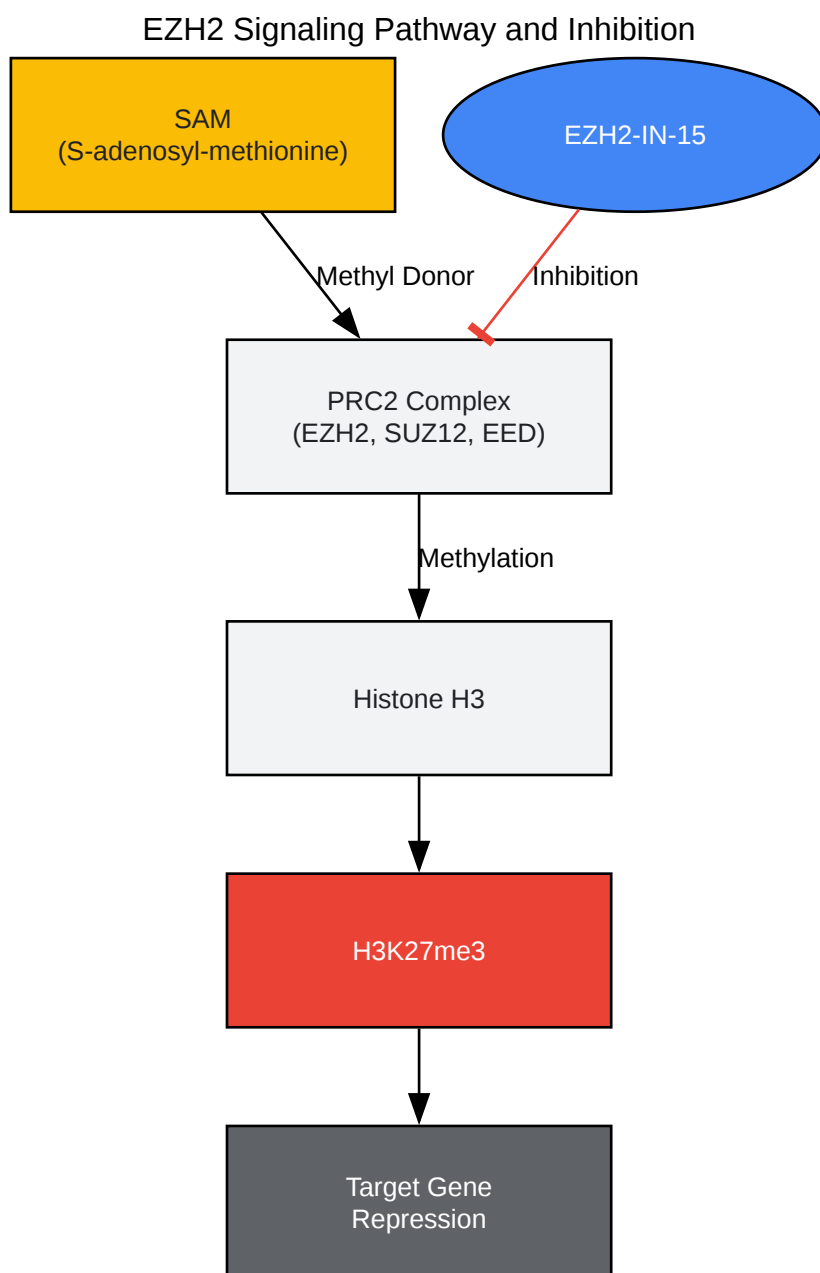 EZH2 Signaling Pathway and Inhibition
SAM
(S-adenosyl-methionine)
EZH2-IN-15
Methyl Donor
Inhibition
PRC2 Complex
(EZH2, SUZ12, EED)
Methylation
Histone H3
H3K27me3
Target Gene
Repression